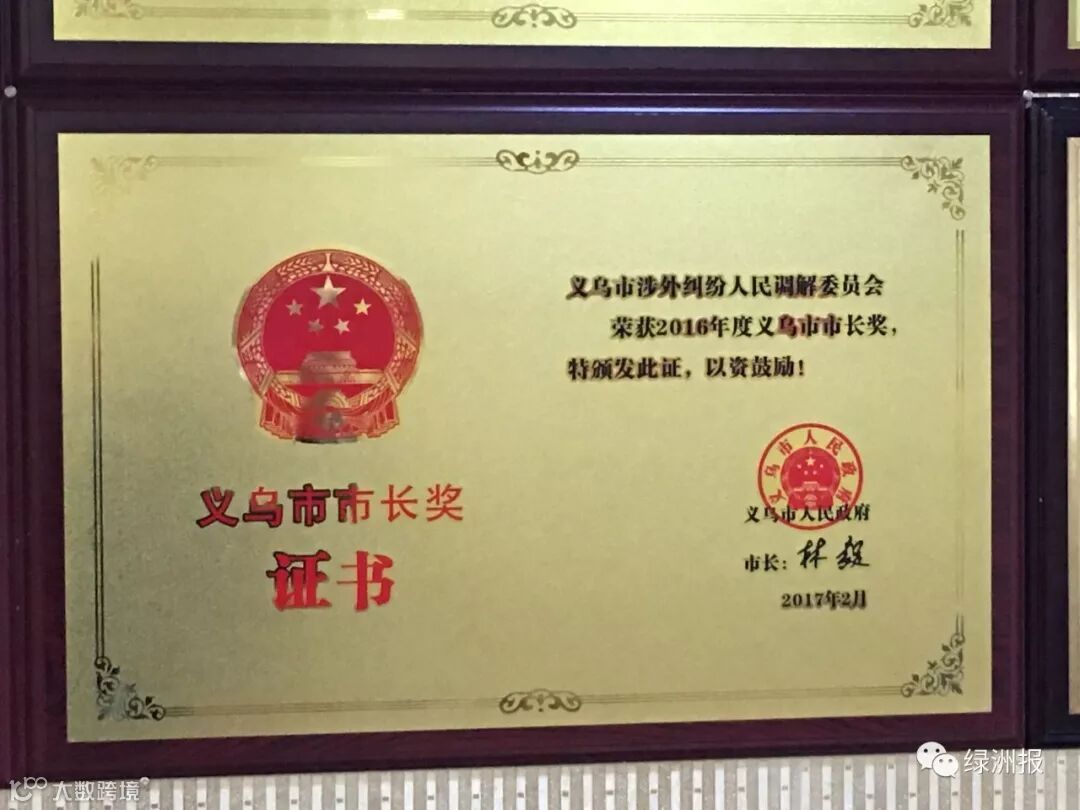 义乌市市长奖
证书
义乌市涉外纠纷人民调解委员会
荣获2016年度义乌市市长奖，
特颁发此证，以资鼓励！
义乌市人民政府
义乌市人民政府
市长：林毅
2017年2月
大数跨境
绿洲报